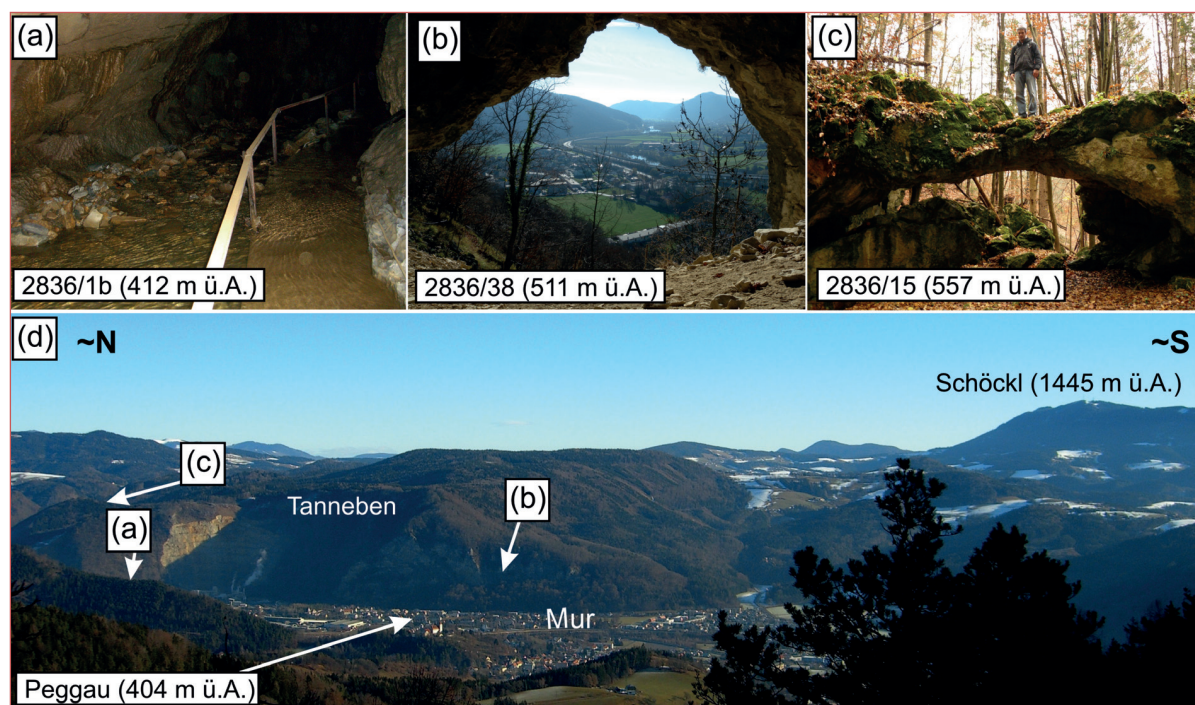 (a)
(b)
(c)
2836/1b (412 m ü.A.)
2836/38 (511 m ü.A.)
2836/15 (557 m ü.A.)
(d)
~N
~S
Schöckl (1445 m ü.A.)
(c)
(a)
Tanneben
(b)
Mur
Peggau (404 m ü.A.)